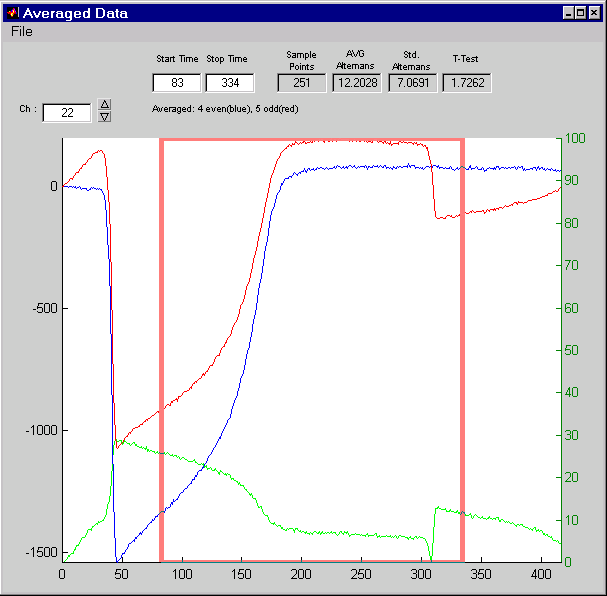 Averaged Data
File
Start Time Stop Time Sample Points AVG Alternans Std. Alternans T-Test
83 334 251 12.2028 7.0691 1.7262
Ch : 22
Averaged: 4 even(blue), 5 odd(red)
100
90
80
70
60
50
40
30
20
10
0
0
-500
-1000
-1500
0 50 100 150 200 250 300 350 400